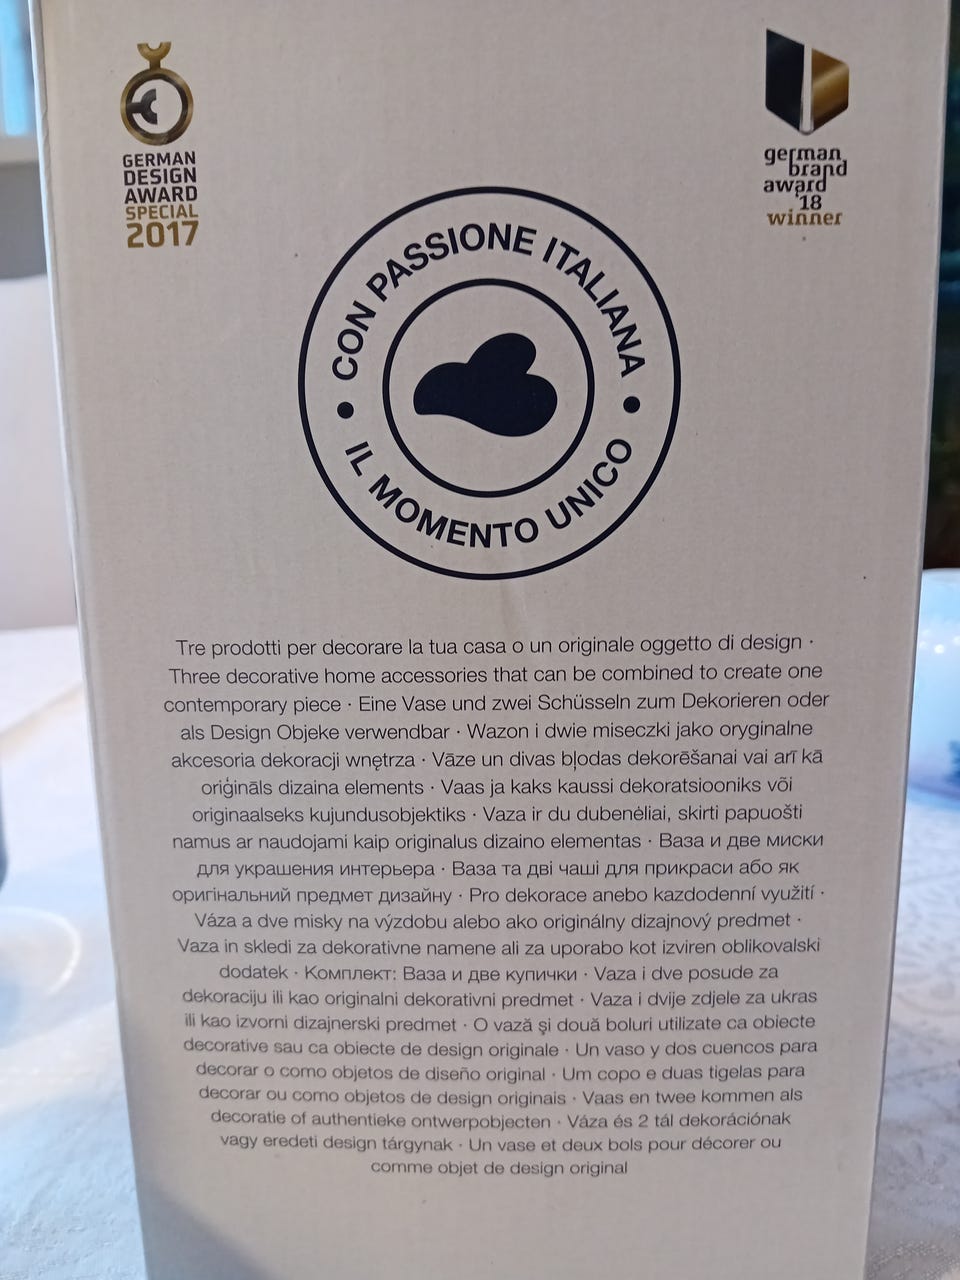 GERMAN
DESIGN
AWARD
SPECIAL
2017
german
brand
award
'18
winner
CON PASSIONE ITALIANA
IL MOMENTO UNICO
Tre prodotti per decorare la tua casa o un originale oggetto di design ·
Three decorative home accessories that can be combined to create one
contemporary piece · Eine Vase und zwei Schüsseln zum Dekorieren oder
als Design Objeke verwendbar · Wazon i dwie miseczki jako oryginalne
akcesoria dekoracji wnętrza · Vāze un divas bļodas dekorēšanai vai arī kā
oriģināls dizaina elements · Vaas ja kaks kaussi dekoratsiooniks või
originaalseks kujundusobjektiks · Vaza ir du dubenėliai, skirti papuošti
namus ar naudojami kaip originalus dizaino elementas · Ваза и две миски
для украшения интерьера · Ваза та дві чаші для прикраси або як
оригінальний предмет дизайну · Pro dekorace anebo kazdodenní využití ·
Váza a dve misky na výzdobu alebo ako originálny dizajnový predmet ·
Vaza in skledi za dekorativne namene ali za uporabo kot izviren oblikovalski
dodatek · Комплект: Ваза и две купички · Vaza i dve posude za
dekoraciju ili kao originalni dekorativni predmet · Vaza i dvije zdjele za ukras
ili kao izvorni dizajnerski predmet · O vază şi două boluri utilizate ca obiecte
decorative sau ca obiecte de design originale · Un vaso y dos cuencos para
decorar o como objetos de diseño original · Um copo e duas tigelas para
decorar ou como objetos de design originais · Vaas en twee kommen als
decoratie of authentieke ontwerpobjecten · Váza és 2 tál dekorációnak
vagy eredeti design tárgynak · Un vase et deux bols pour décorer ou
comme objet de design original